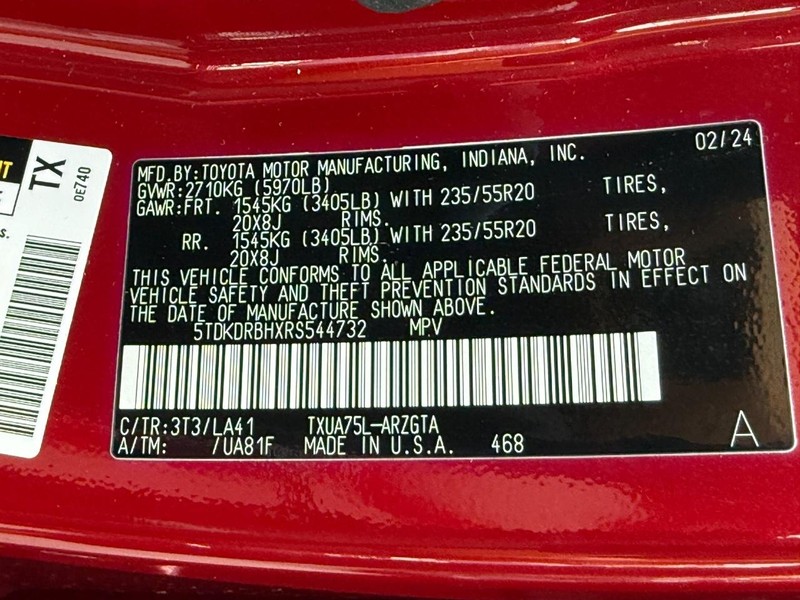 TX
0E740
s.
MFD.BY:TOYOTA MOTOR MANUFACTURING, INDIANA, INC. 02/24
GVWR:2710KG (5970LB)
GAWR:FRT. 1545KG (3405LB) WITH 235/55R20 TIRES,
20X8J RIMS.
RR. 1545KG (3405LB) WITH 235/55R20 TIRES,
20X8J RIMS.
THIS VEHICLE CONFORMS TO ALL APPLICABLE FEDERAL MOTOR
VEHICLE SAFETY AND THEFT PREVENTION STANDARDS IN EFFECT ON
THE DATE OF MANUFACTURE SHOWN ABOVE.
5TDKDRBHXRS544732 MPV
C/TR:3T3/LA41 TXUA75L-ARZGTA
A/TM: /UA81F MADE IN U.S.A. 468 A